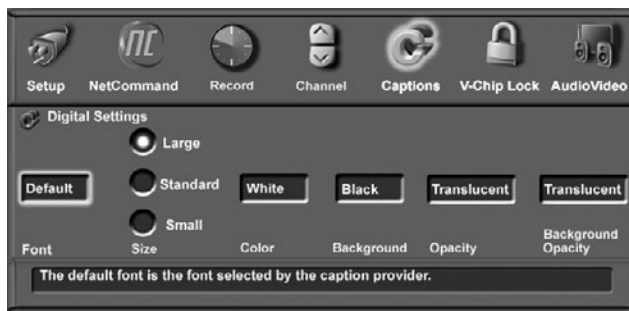 NC
Setup NetCommand Record Channel Captions V-Chip Lock AudioVideo
Digital Settings
Large
Default Standard White Black Translucent Translucent
Small
Font Size Color Background Opacity Background Opacity
The default font is the font selected by the caption provider.